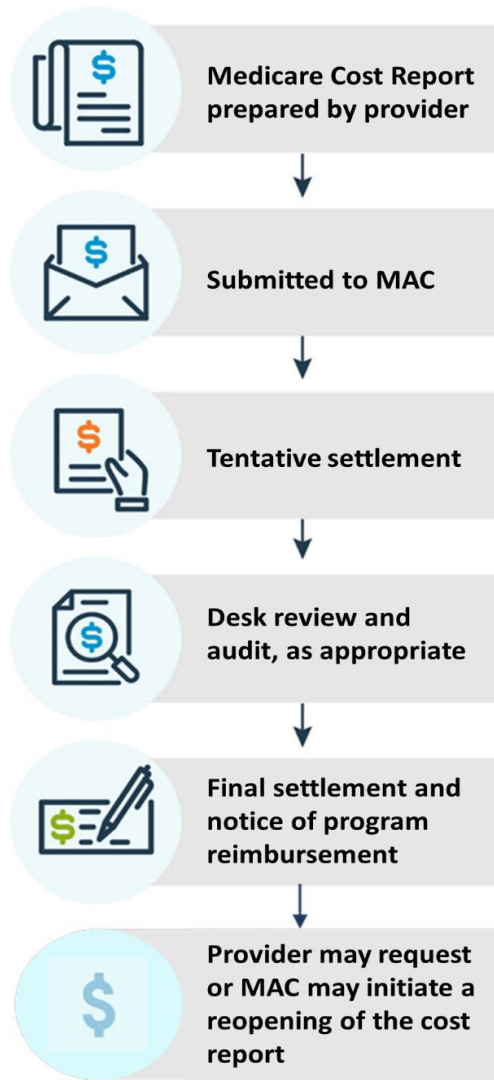 $
Medicare Cost Report
prepared by provider
$
Submitted to MAC
$
Tentative settlement
$
Desk review and
audit, as appropriate
$
Final settlement and
notice of program
reimbursement
$
Provider may request
or MAC may initiate a
reopening of the cost
report